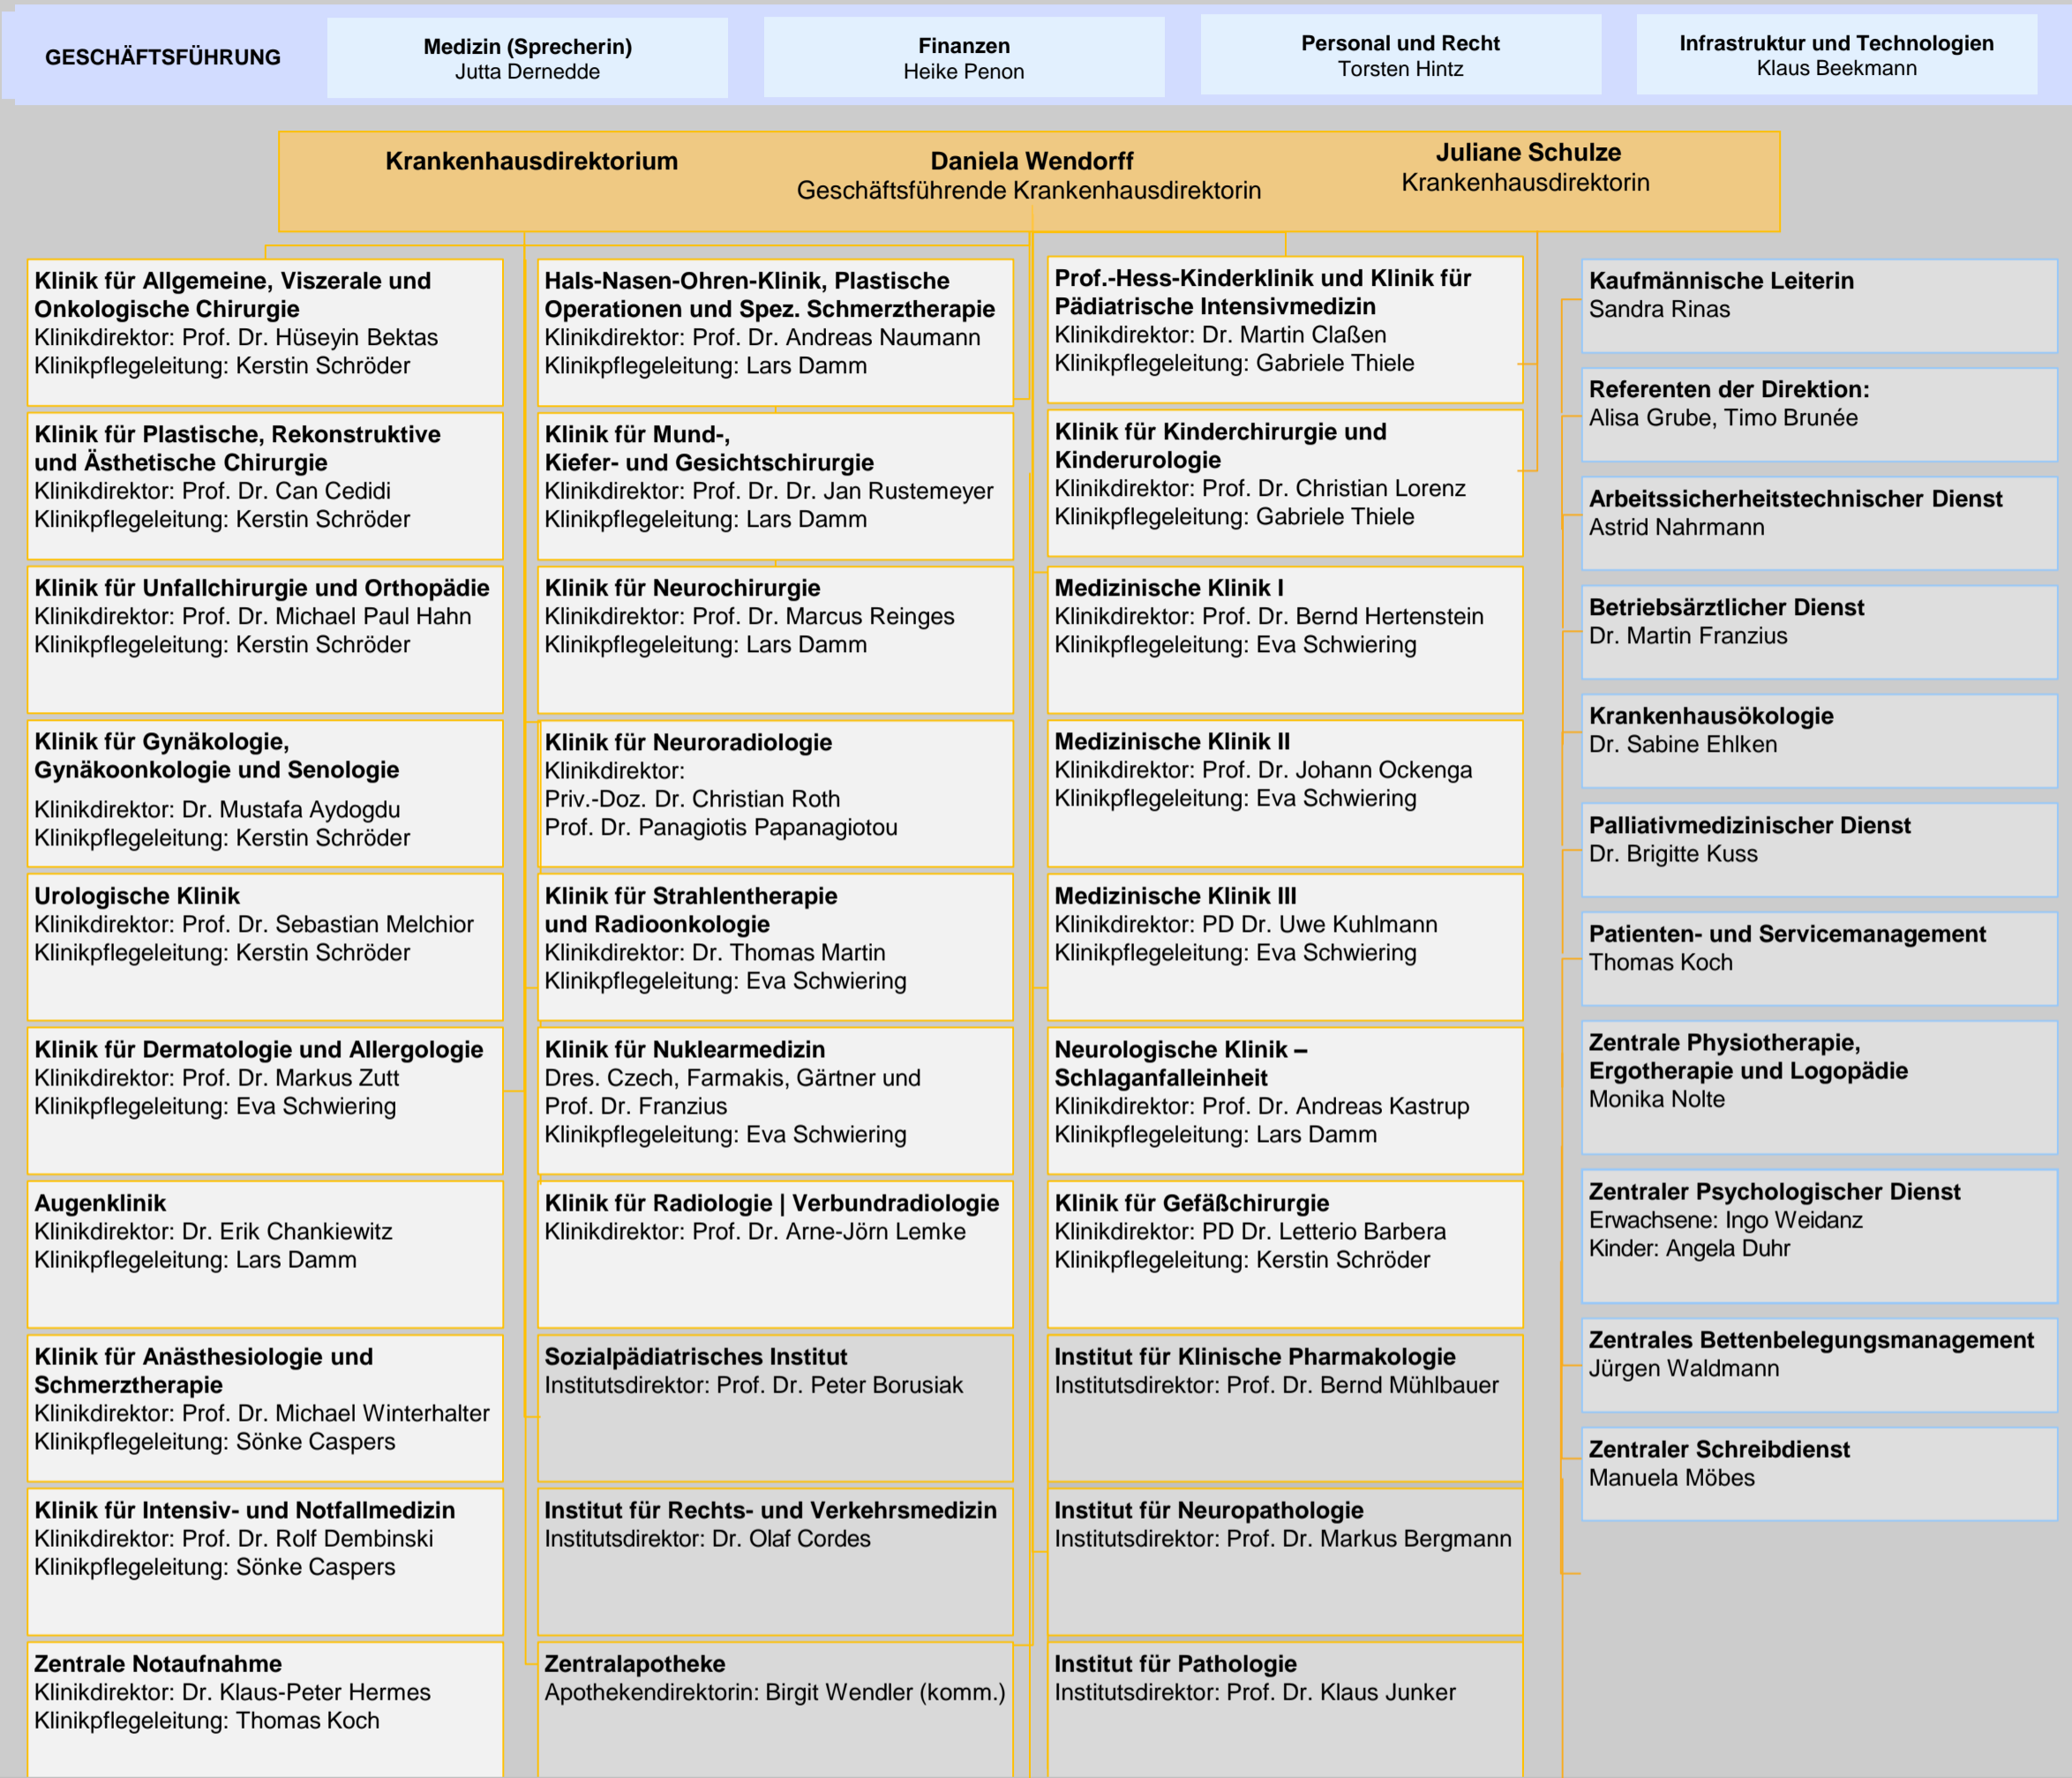 GESCHÄFTSFÜHRUNG
Medizin (Sprecherin)
Jutta Dernedde
Finanzen
Heike Penon
Personal und Recht
Torsten Hintz
Infrastruktur und Technologien
Klaus Beekmann
Krankenhausdirektorium
Daniela Wendorff
Geschäftsführende Krankenhausdirektorin
Juliane Schulze
Krankenhausdirektorin
Klinik für Allgemeine, Viszerale und
Onkologische Chirurgie
Klinikdirektor: Prof. Dr. Hüseyin Bektas
Klinikpflegeleitung: Kerstin Schröder
Klinik für Plastische, Rekonstruktive
und Ästhetische Chirurgie
Klinikdirektor: Prof. Dr. Can Cedidi
Klinikpflegeleitung: Kerstin Schröder
Klinik für Unfallchirurgie und Orthopädie
Klinikdirektor: Prof. Dr. Michael Paul Hahn
Klinikpflegeleitung: Kerstin Schröder
Klinik für Gynäkologie,
Gynäkoonkologie und Senologie
Klinikdirektor: Dr. Mustafa Aydogdu
Klinikpflegeleitung: Kerstin Schröder
Urologische Klinik
Klinikdirektor: Prof. Dr. Sebastian Melchior
Klinikpflegeleitung: Kerstin Schröder
Klinik für Dermatologie und Allergologie
Klinikdirektor: Prof. Dr. Markus Zutt
Klinikpflegeleitung: Eva Schwiering
Augenklinik
Klinikdirektor: Dr. Erik Chankiewitz
Klinikpflegeleitung: Lars Damm
Klinik für Anästhesiologie und
Schmerztherapie
Klinikdirektor: Prof. Dr. Michael Winterhalter
Klinikpflegeleitung: Sönke Caspers
Klinik für Intensiv- und Notfallmedizin
Klinikdirektor: Prof. Dr. Rolf Dembinski
Klinikpflegeleitung: Sönke Caspers
Zentrale Notaufnahme
Klinikdirektor: Dr. Klaus-Peter Hermes
Klinikpflegeleitung: Thomas Koch
Hals-Nasen-Ohren-Klinik, Plastische
Operationen und Spez. Schmerztherapie
Klinikdirektor: Prof. Dr. Andreas Naumann
Klinikpflegeleitung: Lars Damm
Klinik für Mund-,
Kiefer- und Gesichtschirurgie
Klinikdirektor: Prof. Dr. Dr. Jan Rustemeyer
Klinikpflegeleitung: Lars Damm
Klinik für Neurochirurgie
Klinikdirektor: Prof. Dr. Marcus Reinges
Klinikpflegeleitung: Lars Damm
Klinik für Neuroradiologie
Klinikdirektor:
Priv.-Doz. Dr. Christian Roth
Prof. Dr. Panagiotis Papanagiotou
Klinik für Strahlentherapie
und Radioonkologie
Klinikdirektor: Dr. Thomas Martin
Klinikpflegeleitung: Eva Schwiering
Klinik für Nuklearmedizin
Dres. Czech, Farmakis, Gärtner und
Prof. Dr. Franzius
Klinikpflegeleitung: Eva Schwiering
Klinik für Radiologie | Verbundradiologie
Klinikdirektor: Prof. Dr. Arne-Jörn Lemke
Sozialpädiatrisches Institut
Institutsdirektor: Prof. Dr. Peter Borusiak
Institut für Rechts- und Verkehrsmedizin
Institutsdirektor: Dr. Olaf Cordes
Zentralapotheke
Apothekendirektorin: Birgit Wendler (komm.)
Prof.-Hess-Kinderklinik und Klinik für
Pädiatrische Intensivmedizin
Klinikdirektor: Dr. Martin Claßen
Klinikpflegeleitung: Gabriele Thiele
Klinik für Kinderchirurgie und
Kinderurologie
Klinikdirektor: Prof. Dr. Christian Lorenz
Klinikpflegeleitung: Gabriele Thiele
Medizinische Klinik I
Klinikdirektor: Prof. Dr. Bernd Hertenstein
Klinikpflegeleitung: Eva Schwiering
Medizinische Klinik II
Klinikdirektor: Prof. Dr. Johann Ockenga
Klinikpflegeleitung: Eva Schwiering
Medizinische Klinik III
Klinikdirektor: PD Dr. Uwe Kuhlmann
Klinikpflegeleitung: Eva Schwiering
Neurologische Klinik –
Schlaganfalleinheit
Klinikdirektor: Prof. Dr. Andreas Kastrup
Klinikpflegeleitung: Lars Damm
Klinik für Gefäßchirurgie
Klinikdirektor: PD Dr. Letterio Barbera
Klinikpflegeleitung: Kerstin Schröder
Institut für Klinische Pharmakologie
Institutsdirektor: Prof. Dr. Bernd Mühlbauer
Institut für Neuropathologie
Institutsdirektor: Prof. Dr. Markus Bergmann
Institut für Pathologie
Institutsdirektor: Prof. Dr. Klaus Junker
Kaufmännische Leiterin
Sandra Rinas
Referenten der Direktion:
Alisa Grube, Timo Brunée
Arbeitssicherheitstechnischer Dienst
Astrid Nahrmann
Betriebsärztlicher Dienst
Dr. Martin Franzius
Krankenhausökologie
Dr. Sabine Ehlken
Palliativmedizinischer Dienst
Dr. Brigitte Kuss
Patienten- und Servicemanagement
Thomas Koch
Zentrale Physiotherapie,
Ergotherapie und Logopädie
Monika Nolte
Zentraler Psychologischer Dienst
Erwachsene: Ingo Weidanz
Kinder: Angela Duhr
Zentrales Bettenbelegungsmanagement
Jürgen Waldmann
Zentraler Schreibdienst
Manuela Möbes